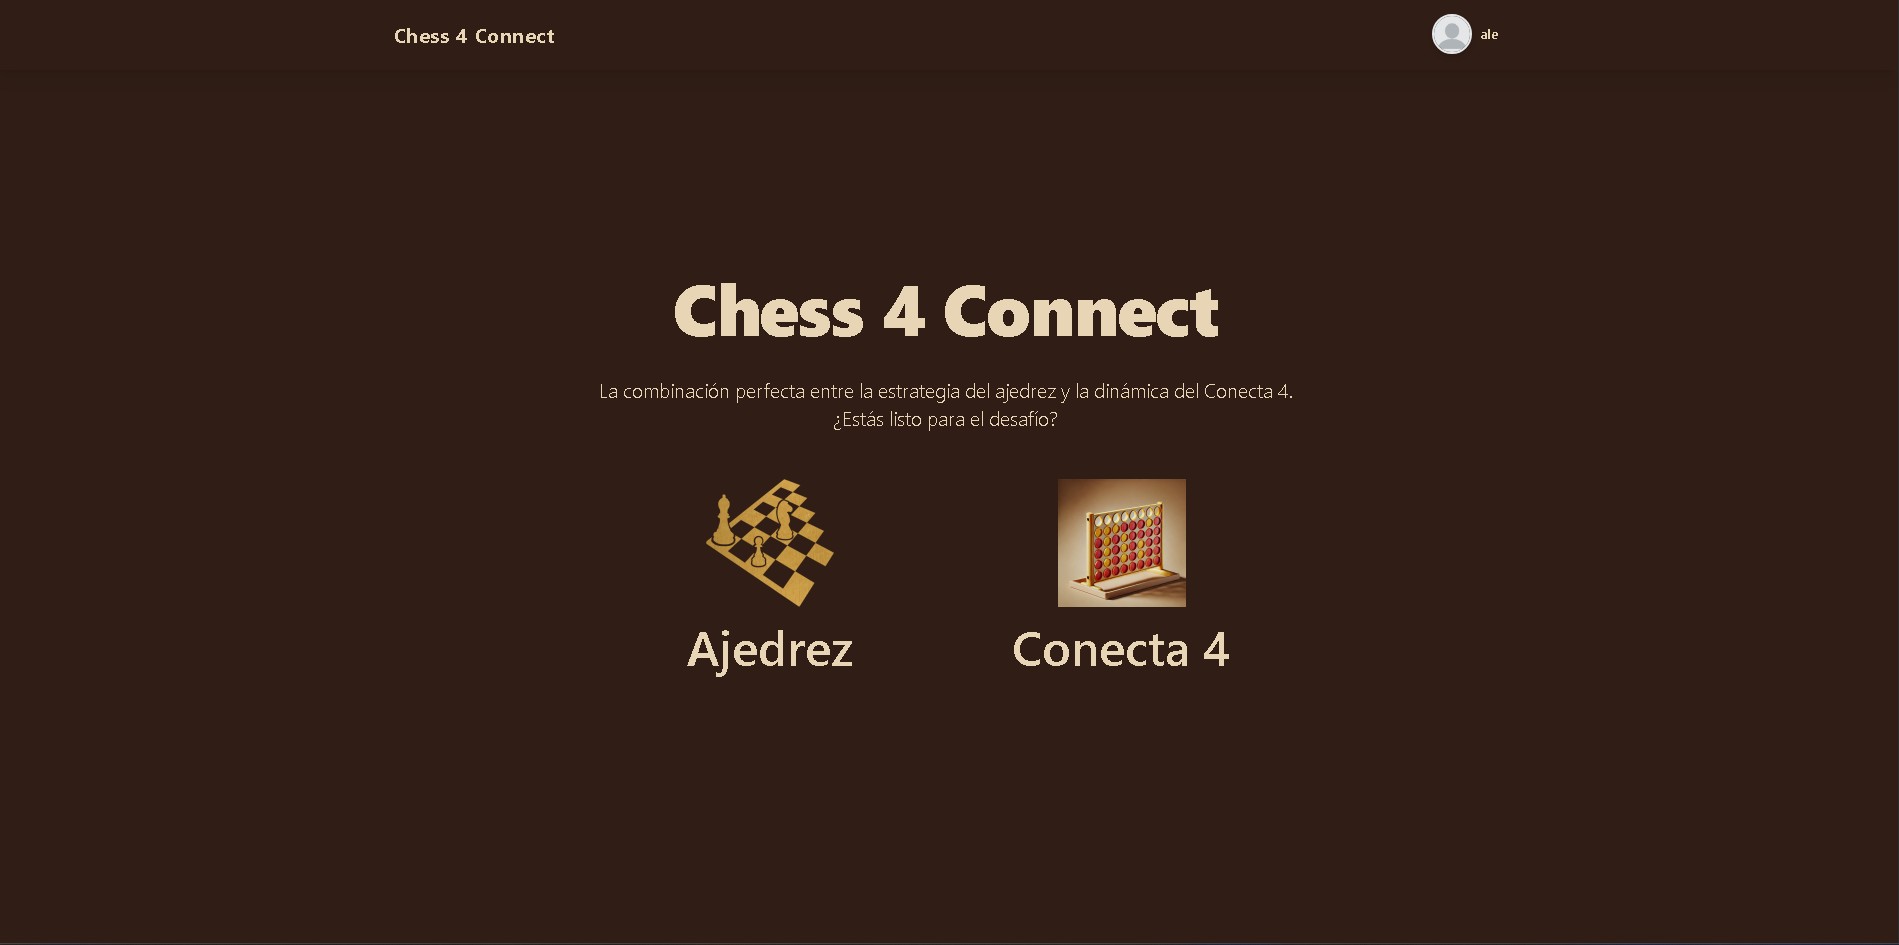 Chess 4 Connect
ale
Chess 4 Connect
La combinación perfecta entre la estrategia del ajedrez y la dinámica del Conecta 4.
¿Estás listo para el desafío?
Ajedrez
Conecta 4